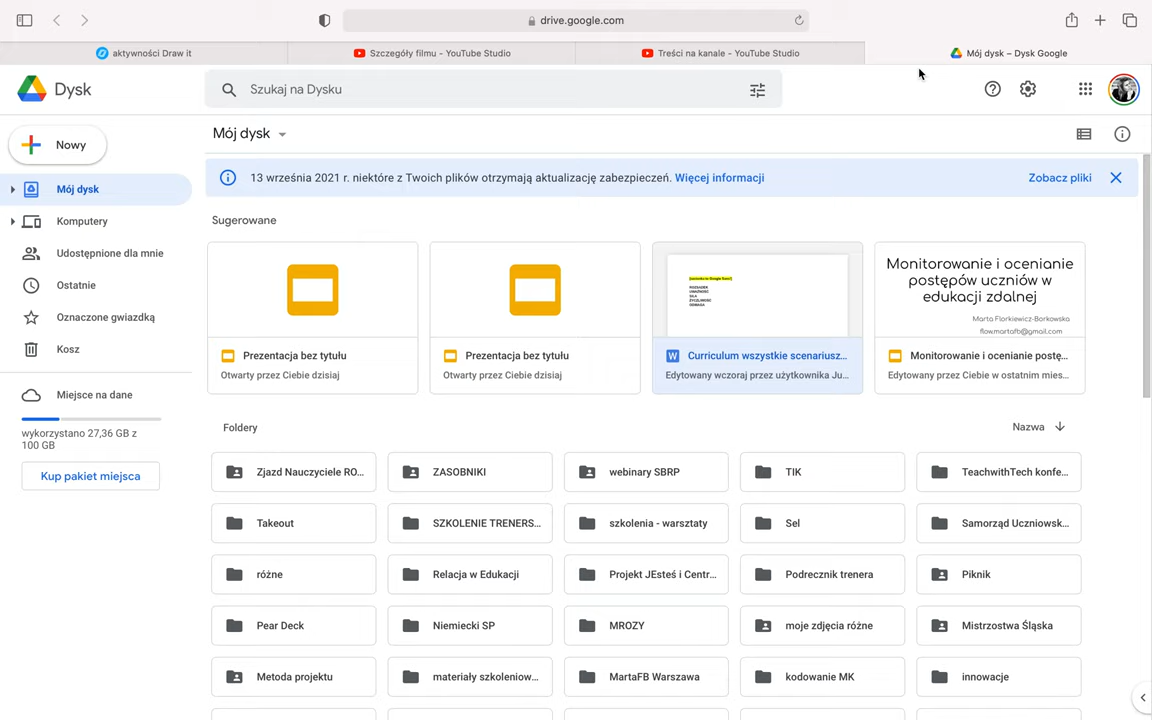 drive.google.com
aktywności Draw it
Szczegóły filmu - YouTube Studio
Treści na kanale - YouTube Studio
Mój dysk – Dysk Google
Dysk
Szukaj na Dysku
Nowy
Mój dysk
13 września 2021 r. niektóre z Twoich plików otrzymają aktualizację zabezpieczeń. Więcej informacji
Zobacz pliki
Mój dysk
Komputery
Udostępnione dla mnie
Ostatnie
Oznaczone gwiazdką
Kosz
Miejsce na dane
wykorzystano 27,36 GB z
100 GB
Kup pakiet miejsca
Sugerowane
Prezentacja bez tytułu
Otwarty przez Ciebie dzisiaj
Prezentacja bez tytułu
Otwarty przez Ciebie dzisiaj
W
Curriculum wszystkie scenariusz...
Edytowany wczoraj przez użytkownika Ju...
Monitorowanie i ocenianie
postępów uczniów w
edukacji zdalnej
Marta Florkiewicz-Borkowska
flow.martafb@gmail.com
Monitorowanie i ocenianie postę...
Edytowany przez Ciebie w ostatnim mies...
Foldery
Nazwa
Zjazd Nauczyciele RO...
ZASOBNIKI
webinary SBRP
TIK
TeachwithTech konfe...
Takeout
SZKOLENIE TRENERS...
szkolenia - warsztaty
Sel
Samorząd Uczniowsk...
różne
Relacja w Edukacji
Projekt JEsteś i Centr...
Podrecznik trenera
Piknik
Pear Deck
Niemiecki SP
MROZY
moje zdjęcia różne
Mistrzostwa Śląska
Metoda projektu
materiały szkoleniow...
MartaFB Warszawa
kodowanie MK
innowacje